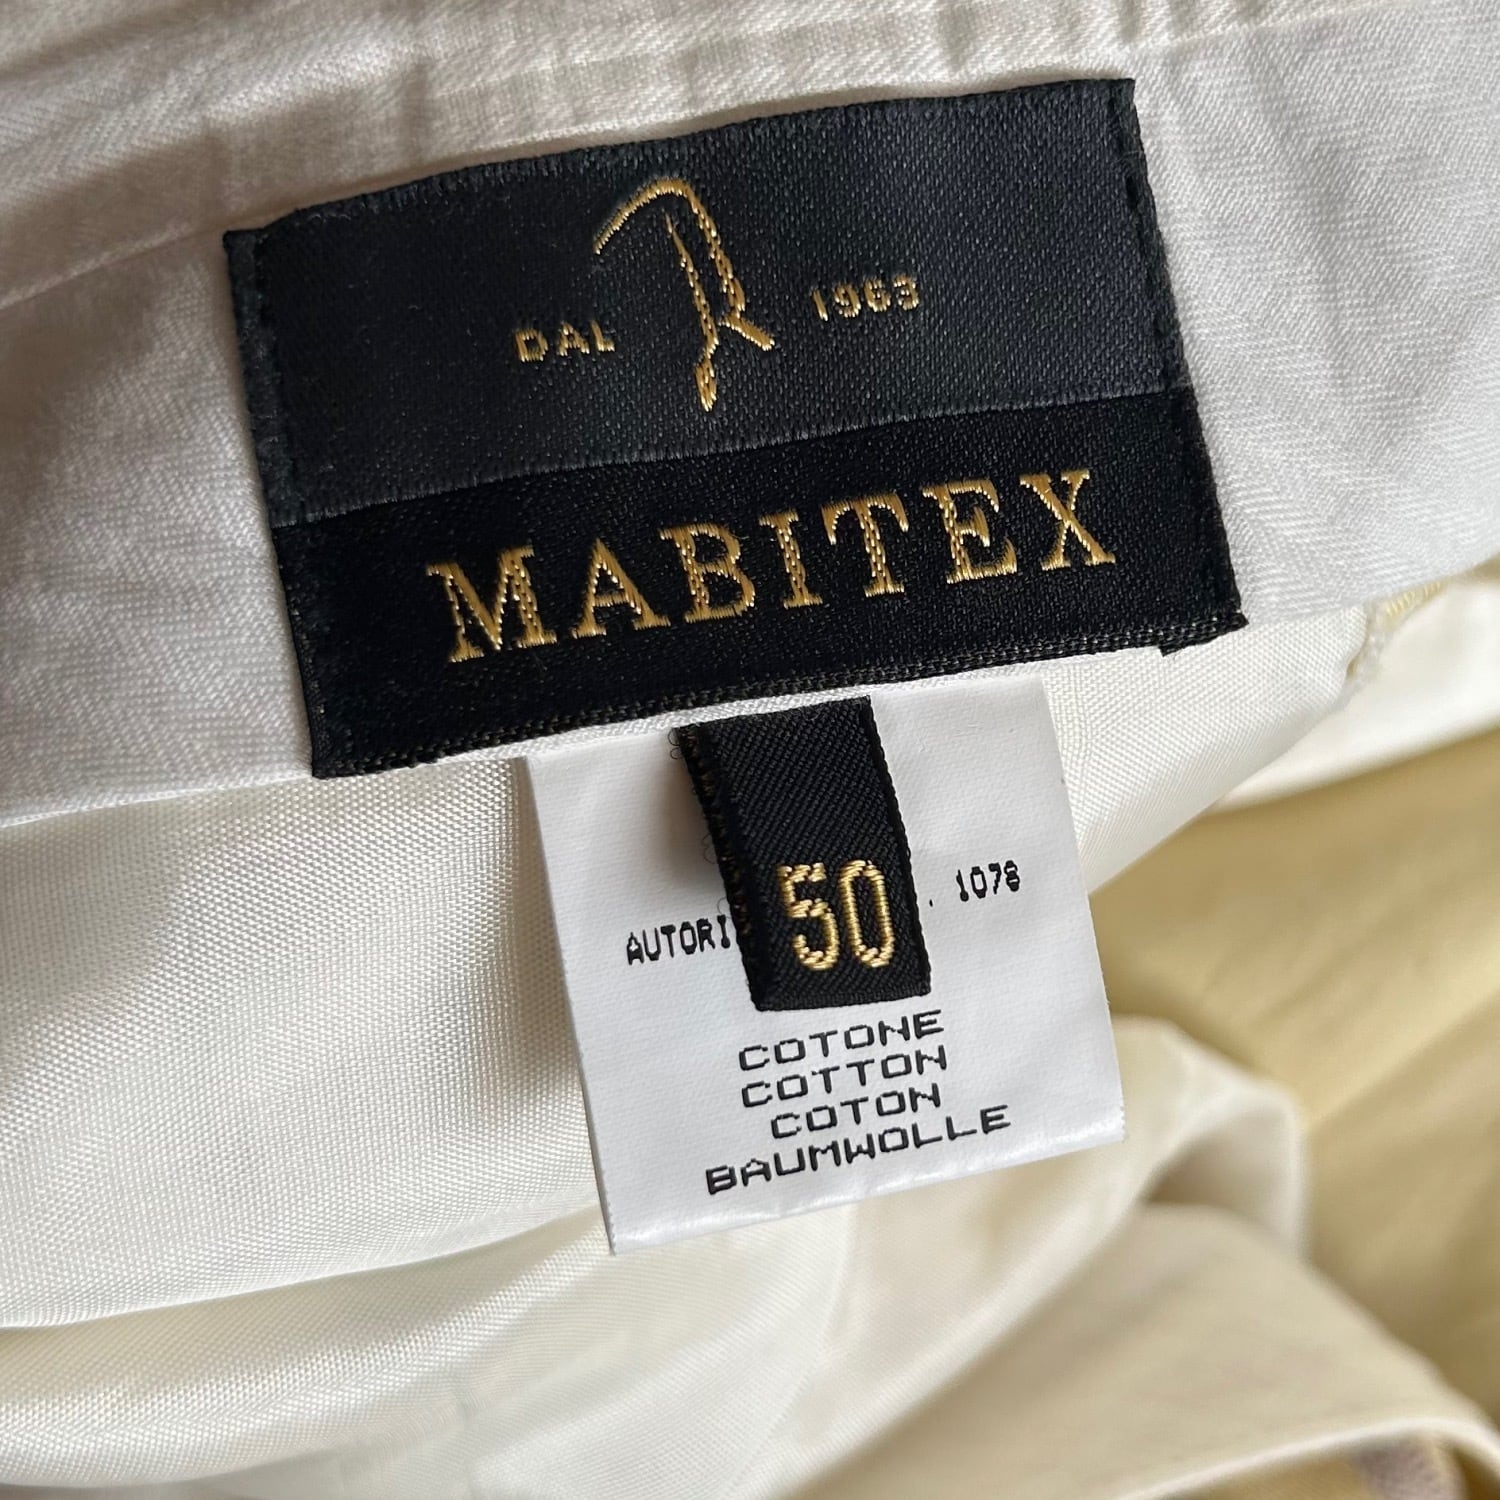 DAL 1963
MABITEX
50
AUTORI . 1078
COTONE
COTTON
COTON
BAUMWOLLE